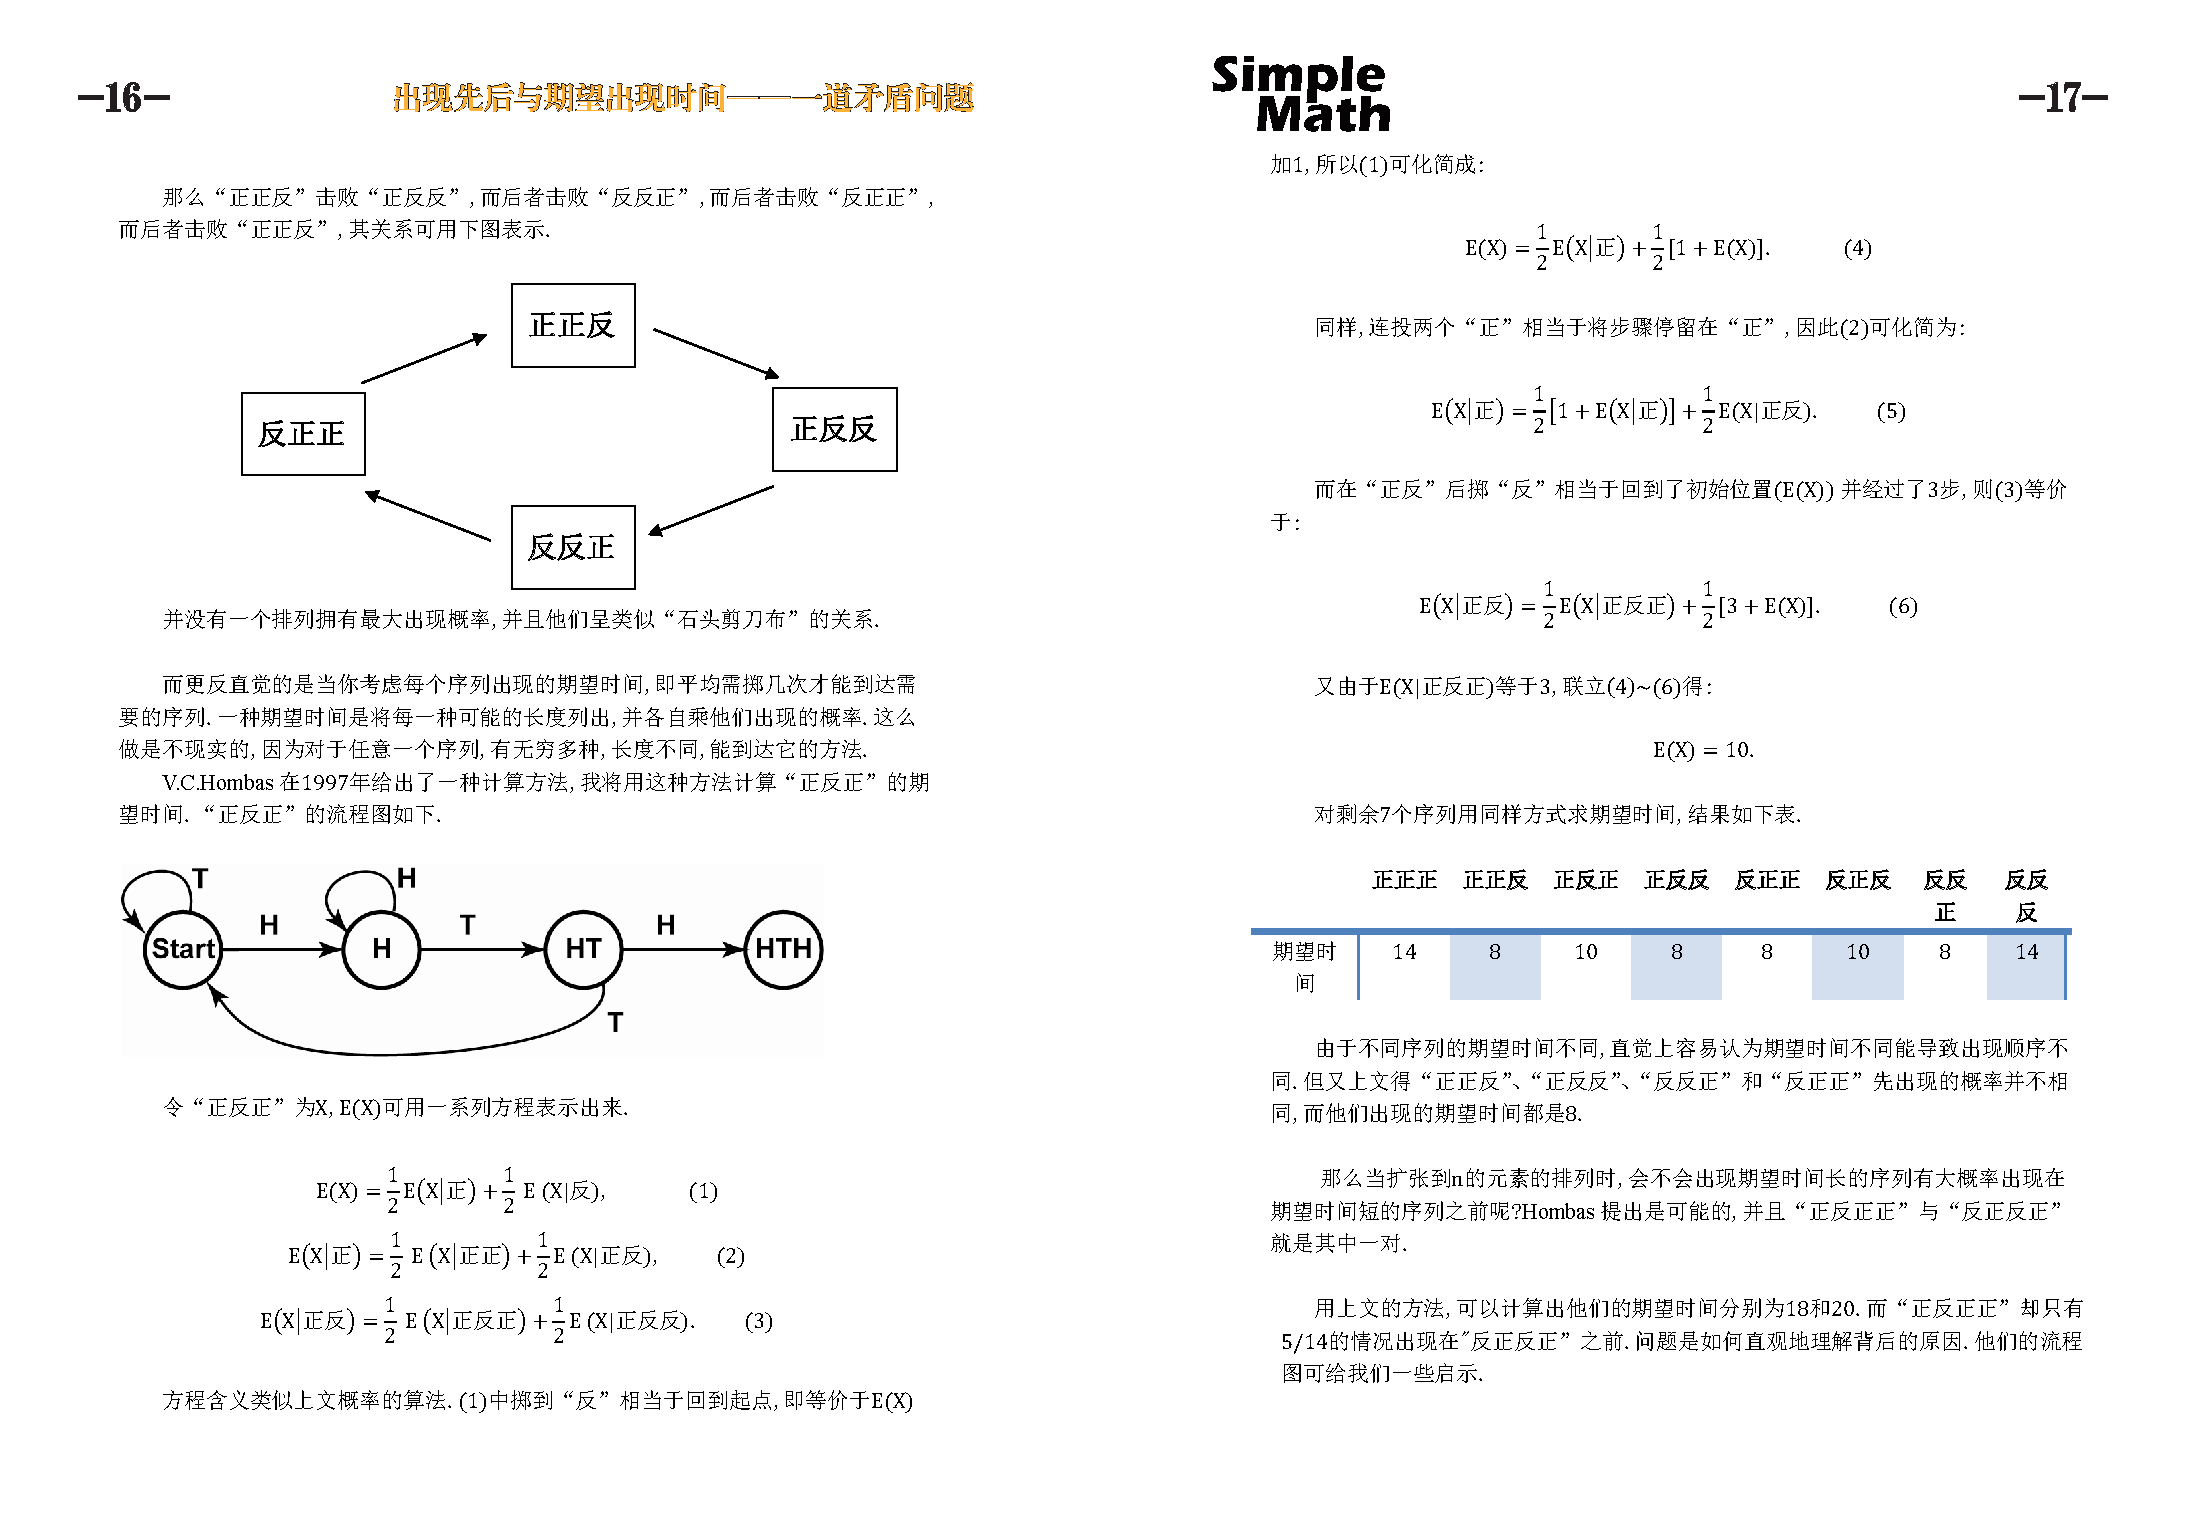 –16–
出现先后与期望出现时间———一道矛盾问题
那么“正正反”击败“正反反”,而后者击败“反反正”,而后者击败“反正正”,
而后者击败“正正反”,其关系可用下图表示.
正正反
反正正
正反反
反反正
并没有一个排列拥有最大出现概率,并且他们呈类似“石头剪刀布”的关系.
而更反直觉的是当你考虑每个序列出现的期望时间,即平均需掷几次才能到达需
要的序列.一种期望时间是将每一种可能的长度列出,并各自乘他们出现的概率.这么
做是不现实的,因为对于任意一个序列,有无穷多种,长度不同,能到达它的方法.
V.C.Hombas 在1997年给出了一种计算方法,我将用这种方法计算“正反正”的期
望时间.“正反正”的流程图如下.
T H
H T H
Start H HT HTH
T
令“正反正”为X, E(X)可用一系列方程表示出来.
E(X) = 1/2 E(X|正) + 1/2 E (X|反), (1)
E(X|正) = 1/2 E (X|正正) + 1/2 E (X|正反), (2)
E(X|正反) = 1/2 E (X|正反正) + 1/2 E (X|正反反). (3)
方程含义类似上文概率的算法. (1)中掷到“反”相当于回到起点,即等价于E(X)
Simple
Math
–17–
加1,所以(1)可化简成:
E(X) = 1/2 E(X|正) + 1/2 [1 + E(X)]. (4)
同样,连投两个“正”相当于将步骤停留在“正”,因此(2)可化简为:
E(X|正) = 1/2 [1 + E(X|正)] + 1/2 E(X|正反). (5)
而在“正反”后掷“反”相当于回到了初始位置(E(X)) 并经过了3步,则(3)等价
于:
E(X|正反) = 1/2 E(X|正反正) + 1/2 [3 + E(X)]. (6)
又由于E(X|正反正)等于3,联立(4)~(6)得:
E(X) = 10.
对剩余7个序列用同样方式求期望时间,结果如下表.
正正正 正正反 正反正 正反反 反正正 反正反 反反 反反
正 反
期望时 14 8 10 8 8 10 8 14
间
由于不同序列的期望时间不同,直觉上容易认为期望时间不同能导致出现顺序不
同.但又上文得“正正反”、“正反反”、“反反正”和“反正正”先出现的概率并不相
同,而他们出现的期望时间都是8.
那么当扩张到n的元素的排列时,会不会出现期望时间长的序列有大概率出现在
期望时间短的序列之前呢?Hombas 提出是可能的,并且“正反正正”与“反正反正”
就是其中一对.
用上文的方法,可以计算出他们的期望时间分别为18和20.而“正反正正”却只有
5/14的情况出现在"反正反正”之前.问题是如何直观地理解背后的原因.他们的流程
图可给我们一些启示.